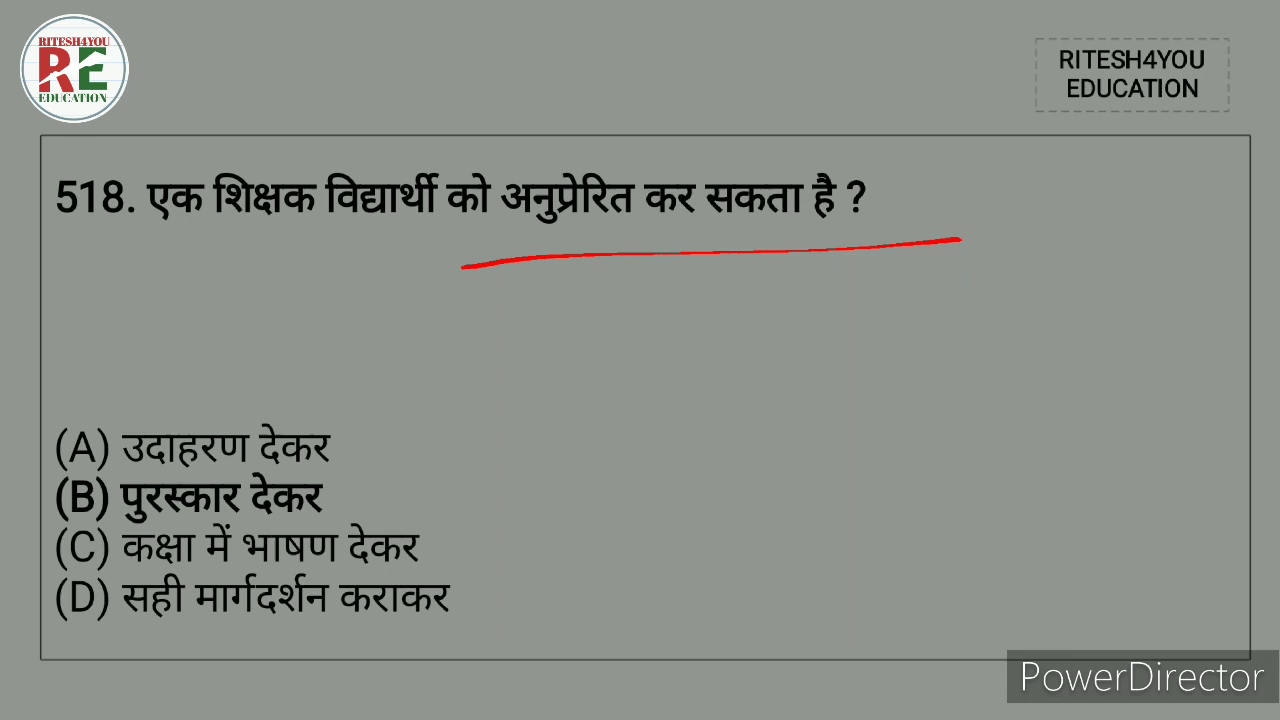 RITESH4YOU
RE
EDUCATION
RITESH4YOU
EDUCATION
518. एक शिक्षक विद्यार्थी को अनुप्रेरित कर सकता है ?
(A) उदाहरण देकर
(B) पुरस्कार देकर
(C) कक्षा में भाषण देकर
(D) सही मार्गदर्शन कराकर
PowerDirector